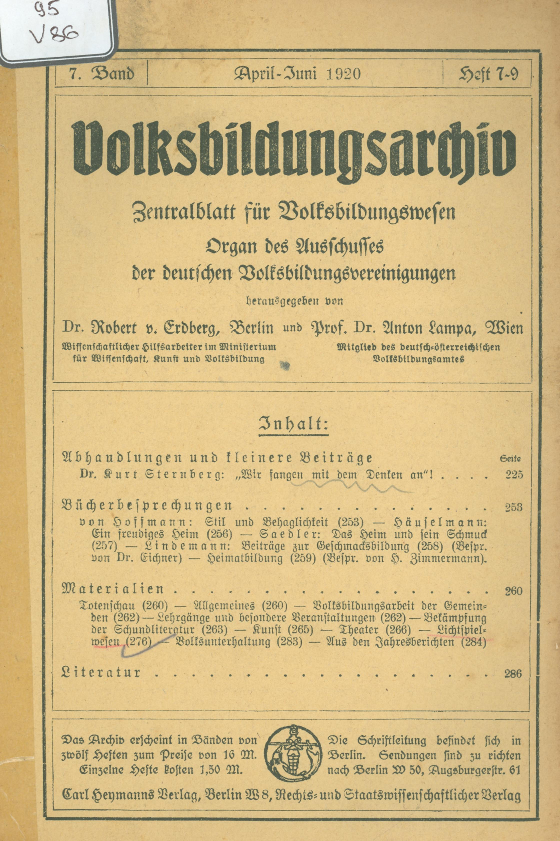 95
V86
7. Band April-Juni 1920 Heft 7-9
Volksbildungsarchiv
Zentralblatt für Volksbildungswesen
Organ des Ausschusses
der deutschen Volksbildungsvereinigungen
herausgegeben von
Dr. Robert v. Erdberg, Berlin und Prof. Dr. Anton Lampa, Wien
Wissenschaftlicher Hilfsarbeiter im Ministerium
für Wissenschaft, Kunst und Volksbildung
Mitglied des deutsch-österreichischen
Volksbildungsamtes
Inhalt:
Abhandlungen und kleinere Beiträge Seite
Dr. Kurt Sternberg: „Wir fangen mit dem Denken an"! . . . . 225
Bücherbesprechungen . . . . . . . . . . . . . . 253
von Hoffmann: Stil und Behaglichkeit (253) — Häuselmann:
Ein freudiges Heim (256) — Saedler: Das Heim und sein Schmuck
(257) — Lindemann: Beiträge zur Geschmacksbildung (258) (Bespr.
von Dr. Eichner) — Heimatbildung (259) (Bespr. von H. Zimmermann).
Materialien . . . . . . . . . . . . . . . . . . 260
Totenschau (260) — Allgemeines (260) — Volksbildungsarbeit der Gemein-
den (262) — Lehrgänge und besondere Veranstaltungen (262) — Bekämpfung
der Schundliteratur (263) — Kunst (265) — Theater (266) — Lichtspiel-
wesen (276) — Volksunterhaltung (283) — Aus den Jahresberichten (284)
Literatur . . . . . . . . . . . . . . . . . . . 286
Das Archiv erscheint in Bänden von
zwölf Heften zum Preise von 16 M.
Einzelne Hefte kosten 1,50 M.
Die Schriftleitung befindet sich in
Berlin. Sendungen sind zu richten
nach Berlin W 50, Augsburgerstr. 61
Carl Heymanns Verlag, Berlin W 8, Rechts- und Staatswissenschaftlicher Verlag